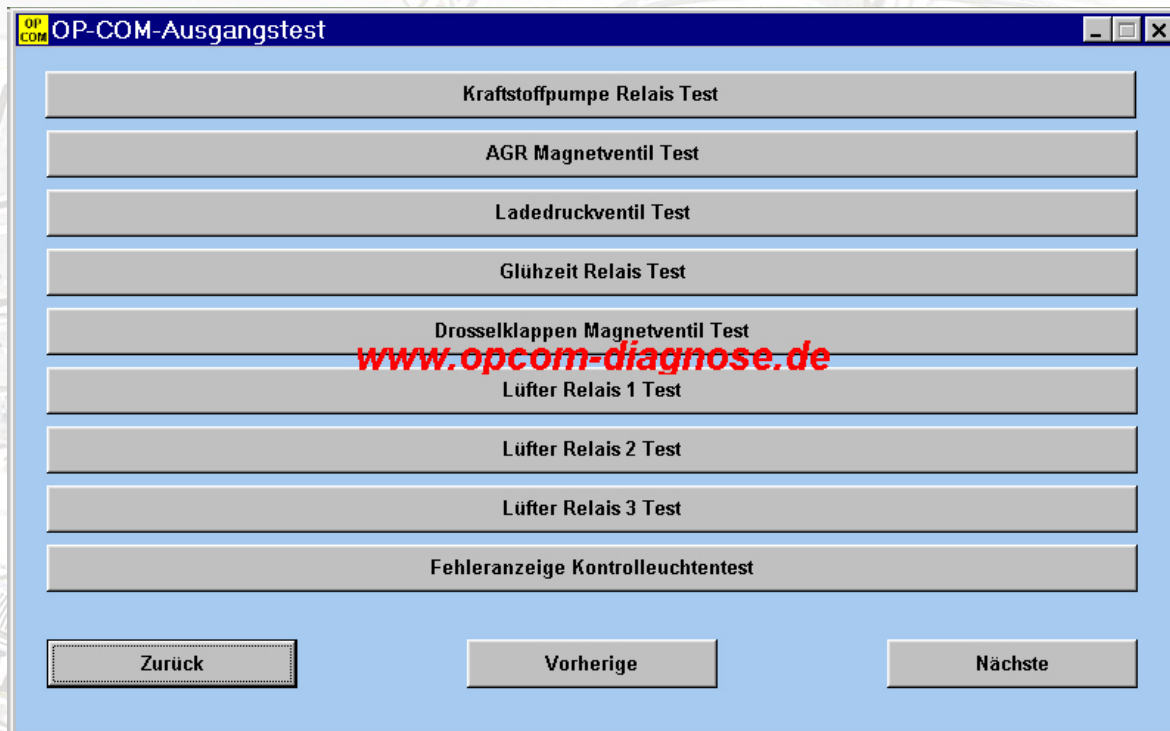 OP
COM
OP-COM-Ausgangstest
Kraftstoffpumpe Relais Test
AGR Magnetventil Test
Ladedruckventil Test
Glühzeit Relais Test
Drosselklappen Magnetventil Test
www.opcom-diagnose.de
Lüfter Relais 1 Test
Lüfter Relais 2 Test
Lüfter Relais 3 Test
Fehleranzeige Kontrolleuchtentest
Zurück
Vorherige
Nächste